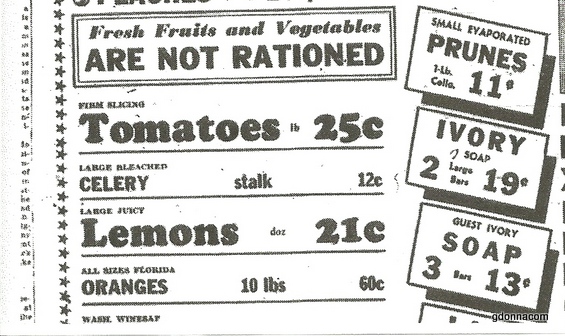 PEACHES
Fresh Fruits and Vegetables
ARE NOT RATIONED
FIRM SLICING
Tomatoes lb 25c
LARGE BLEACHED
CELERY stalk 12c
LARGE JUICY
Lemons doz 21c
ALL SIZES FLORIDA
ORANGES 10 lbs 60c
WASH. WINESAP
SMALL EVAPORATED
PRUNES
1-Lb.
Cello. 11¢
IVORY
SOAP
2 Large
Bars 19¢
GUEST IVORY
SOAP
3 Bars 13¢
gdonnacom